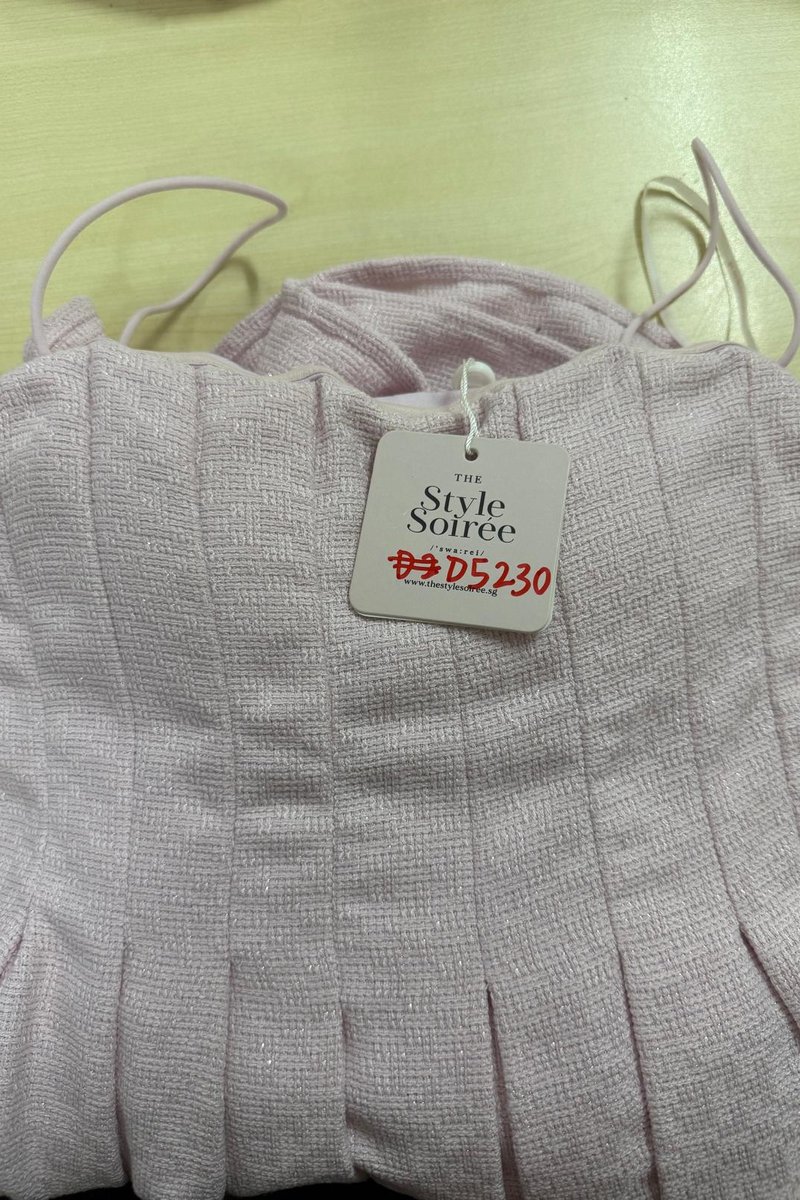 THE
Style
Soirée
/'swa:rei/
D5230
www.thestylesoiree.sg